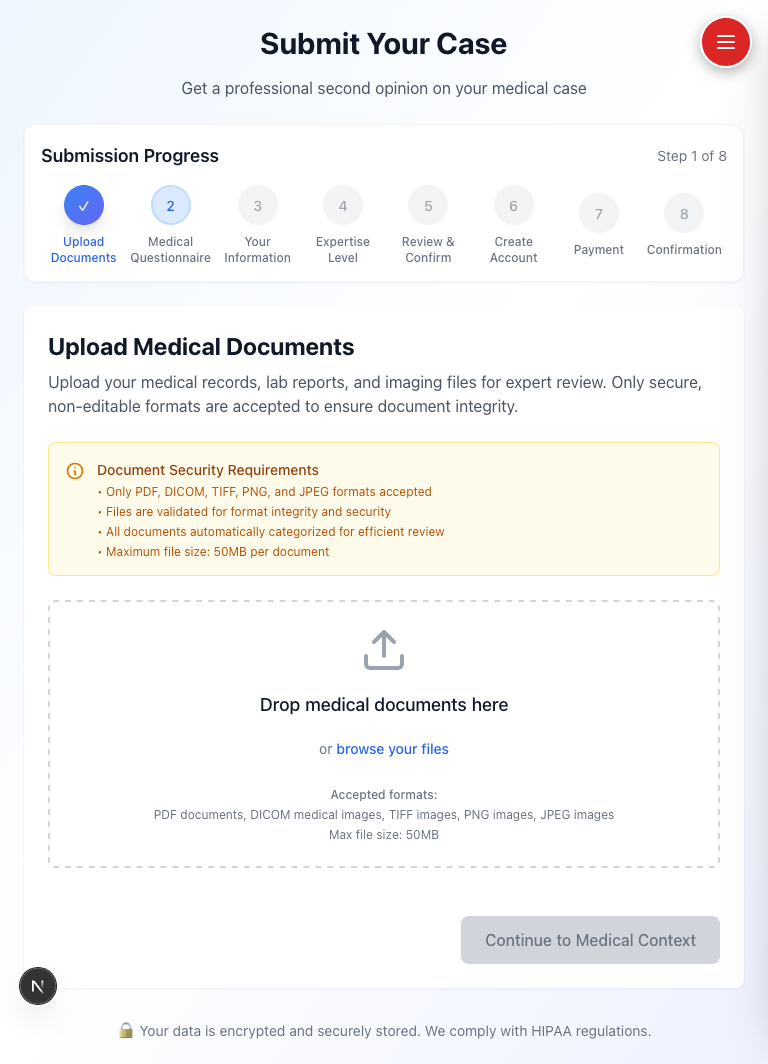 Submit Your Case
Get a professional second opinion on your medical case
Submission Progress
Step 1 of 8
Upload
Documents
2
Medical
Questionnaire
3
Your
Information
4
Expertise
Level
5
Review &
Confirm
6
Create
Account
7
Payment
8
Confirmation
Upload Medical Documents
Upload your medical records, lab reports, and imaging files for expert review. Only secure,
non-editable formats are accepted to ensure document integrity.
Document Security Requirements
• Only PDF, DICOM, TIFF, PNG, and JPEG formats accepted
• Files are validated for format integrity and security
• All documents automatically categorized for efficient review
• Maximum file size: 50MB per document
Drop medical documents here
or browse your files
Accepted formats:
PDF documents, DICOM medical images, TIFF images, PNG images, JPEG images
Max file size: 50MB
Continue to Medical Context
N
🔒 Your data is encrypted and securely stored. We comply with HIPAA regulations.